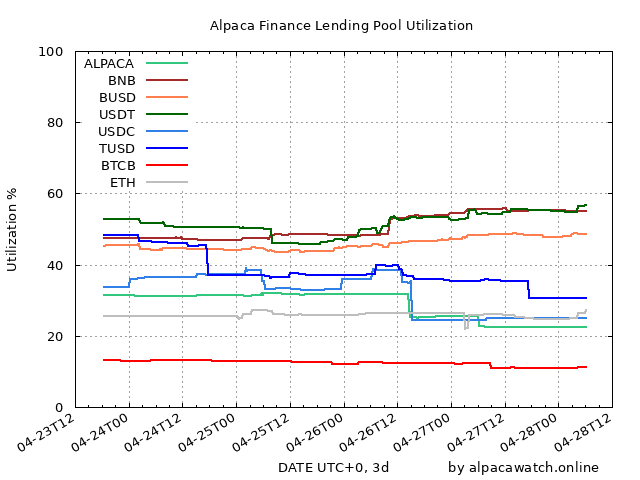 Alpaca Finance Lending Pool Utilization
Utilization %
100
80
60
40
20
0
ALPACA
BNB
BUSD
USDT
USDC
TUSD
BTCB
ETH
04-23T12
04-24T00
04-24T12
04-25T00
04-25T12
04-26T00
04-26T12
04-27T00
04-27T12
04-28T00
04-28T12
DATE UTC+0, 3d
by alpacawatch.online